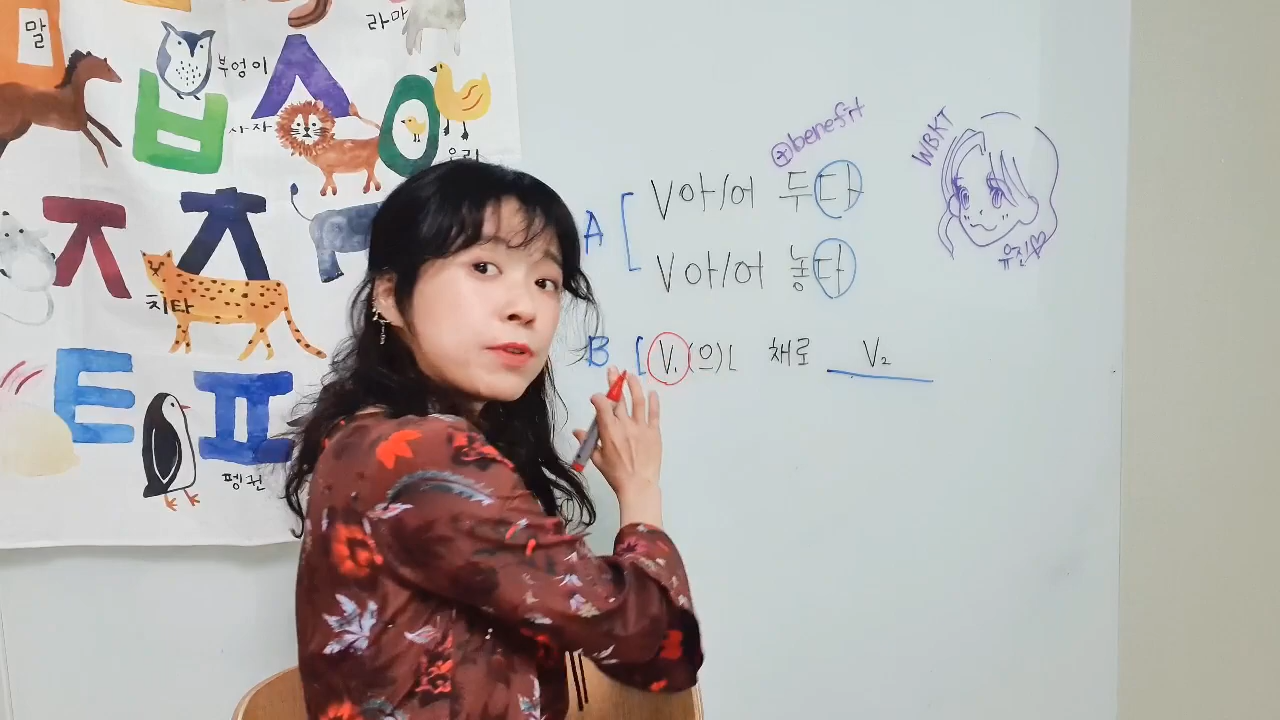 말
라마
부엉이
ㅂ ㅅ ㅇ
사자
오리
ㅈ ㅊ
치타
ㅌ ㅍ
펭귄
⊛benefit
A [ V아/어 두다
V아/어 놓다
B [ V₁(으)ㄴ 채로 V₂
WBKT
유진♡